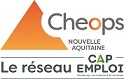 Cheops
NOUVELLE
AQUITAINE
Le réseau CAP
EMPLOI